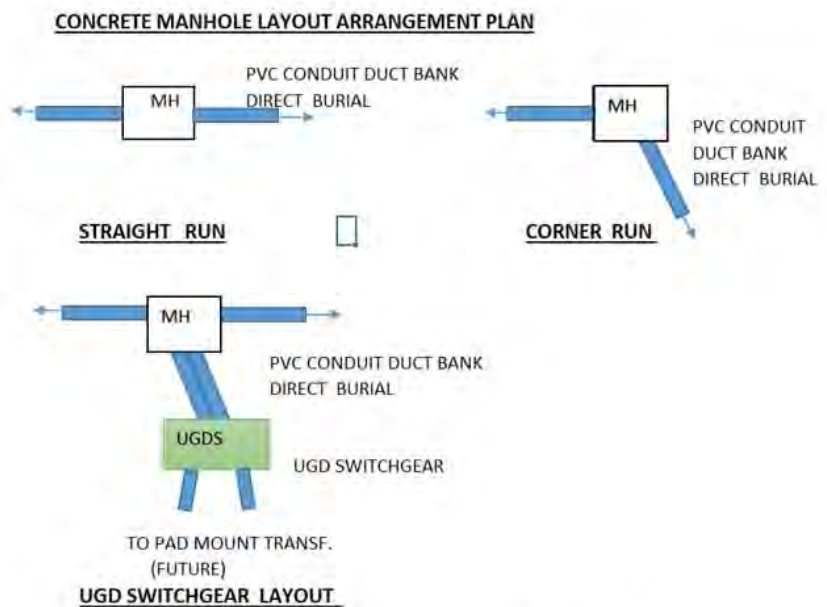 CONCRETE MANHOLE LAYOUT ARRANGEMENT PLAN
MH
PVC CONDUIT DUCT BANK
DIRECT BURIAL
STRAIGHT RUN
MH
PVC CONDUIT
DUCT BANK
DIRECT BURIAL
CORNER RUN
MH
PVC CONDUIT DUCT BANK
DIRECT BURIAL
UGDS
UGD SWITCHGEAR
TO PAD MOUNT TRANSF.
(FUTURE)
UGD SWITCHGEAR LAYOUT